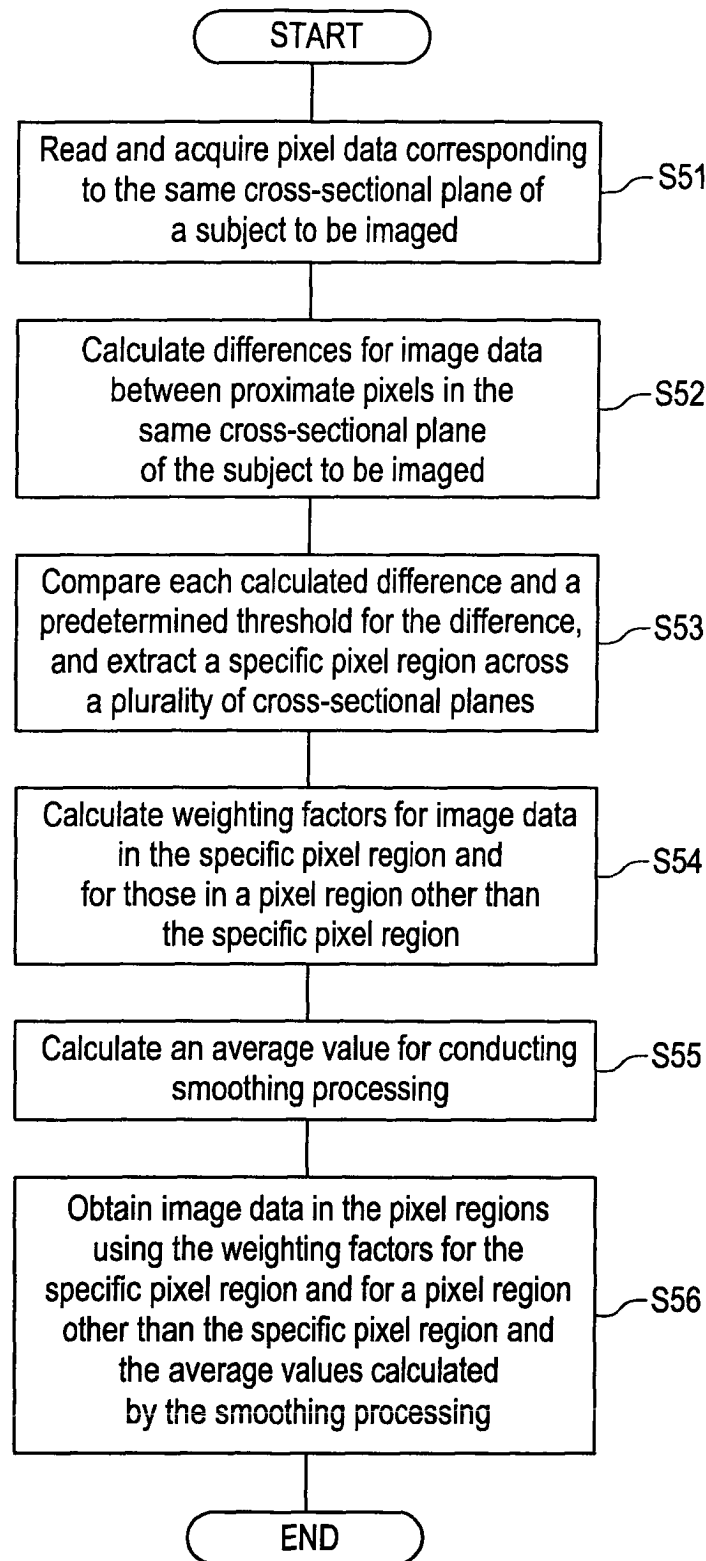 START
Read and acquire pixel data corresponding
to the same cross-sectional plane of
a subject to be imaged
S51
Calculate differences for image data
between proximate pixels in the
same cross-sectional plane
of the subject to be imaged
S52
Compare each calculated difference and a
predetermined threshold for the difference,
and extract a specific pixel region across
a plurality of cross-sectional planes
S53
Calculate weighting factors for image data
in the specific pixel region and
for those in a pixel region other than
the specific pixel region
S54
Calculate an average value for conducting
smoothing processing
S55
Obtain image data in the pixel regions
using the weighting factors for the
specific pixel region and for a pixel region
other than the specific pixel region and
the average values calculated
by the smoothing processing
S56
END